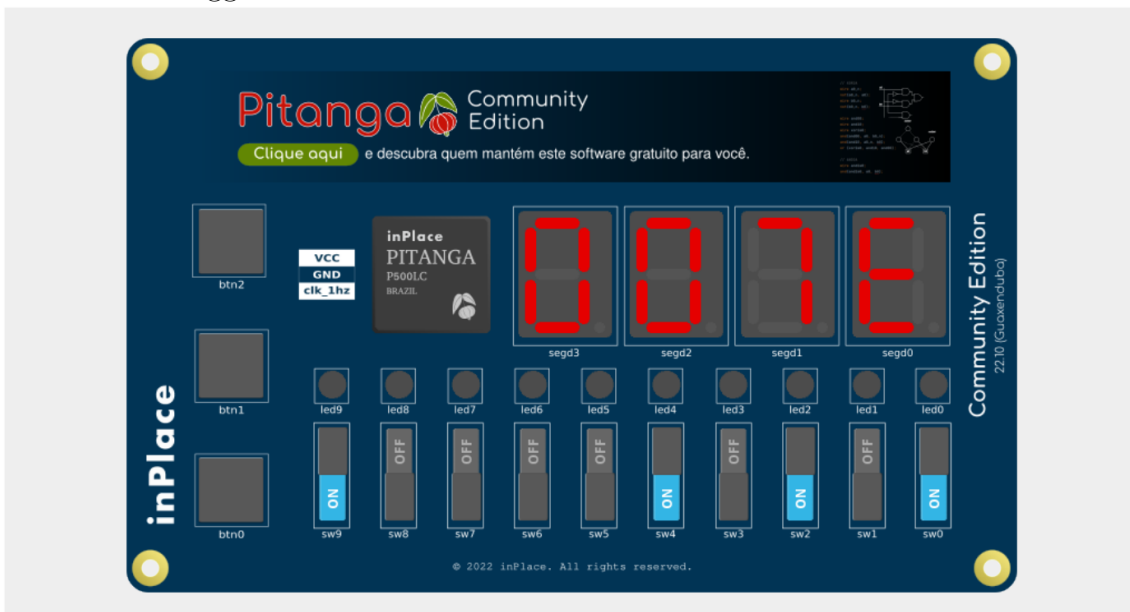 Pitanga Community
Edition
Clique aqui e descubra quem mantém este software gratuito para você.
btn2
btn1
btn0
inPlace
VCC
GND
clk_1hz
inPlace
PITANGA
P500LC
BRAZIL
007E
segd3 segd2 segd1 segd0
Community Edition
22.10 (Guaxenduba)
led9 led8 led7 led6 led5 led4 led3 led2 led1 led0
ON OFF OFF OFF OFF ON OFF ON OFF ON
sw9 sw8 sw7 sw6 sw5 sw4 sw3 sw2 sw1 sw0
© 2022 inPlace. All rights reserved.